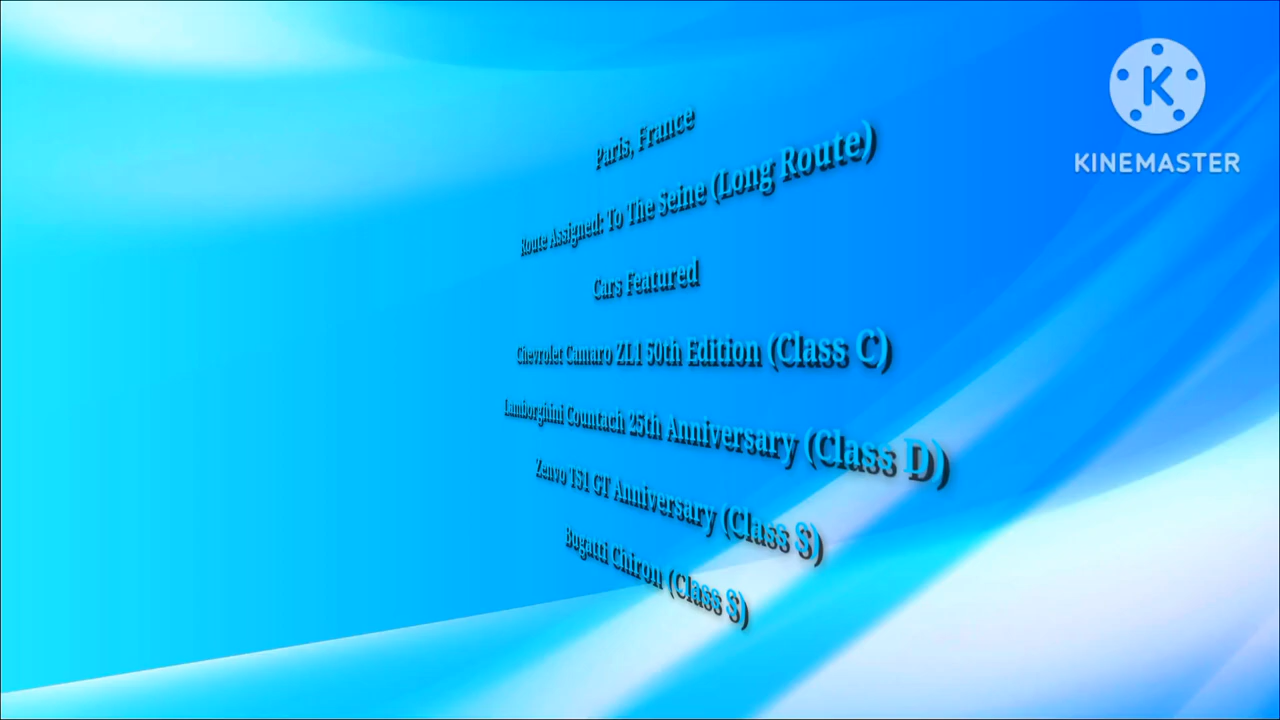 Paris, France
Route Assigned: To The Seine (Long Route)
Cars Featured
Chevrolet Camaro ZL1 50th Edition (Class C)
Lamborghini Countach 25th Anniversary (Class D)
Zenvo TS1 GT Anniversary (Class S)
Bugatti Chiron (Class S)
K
KINEMASTER